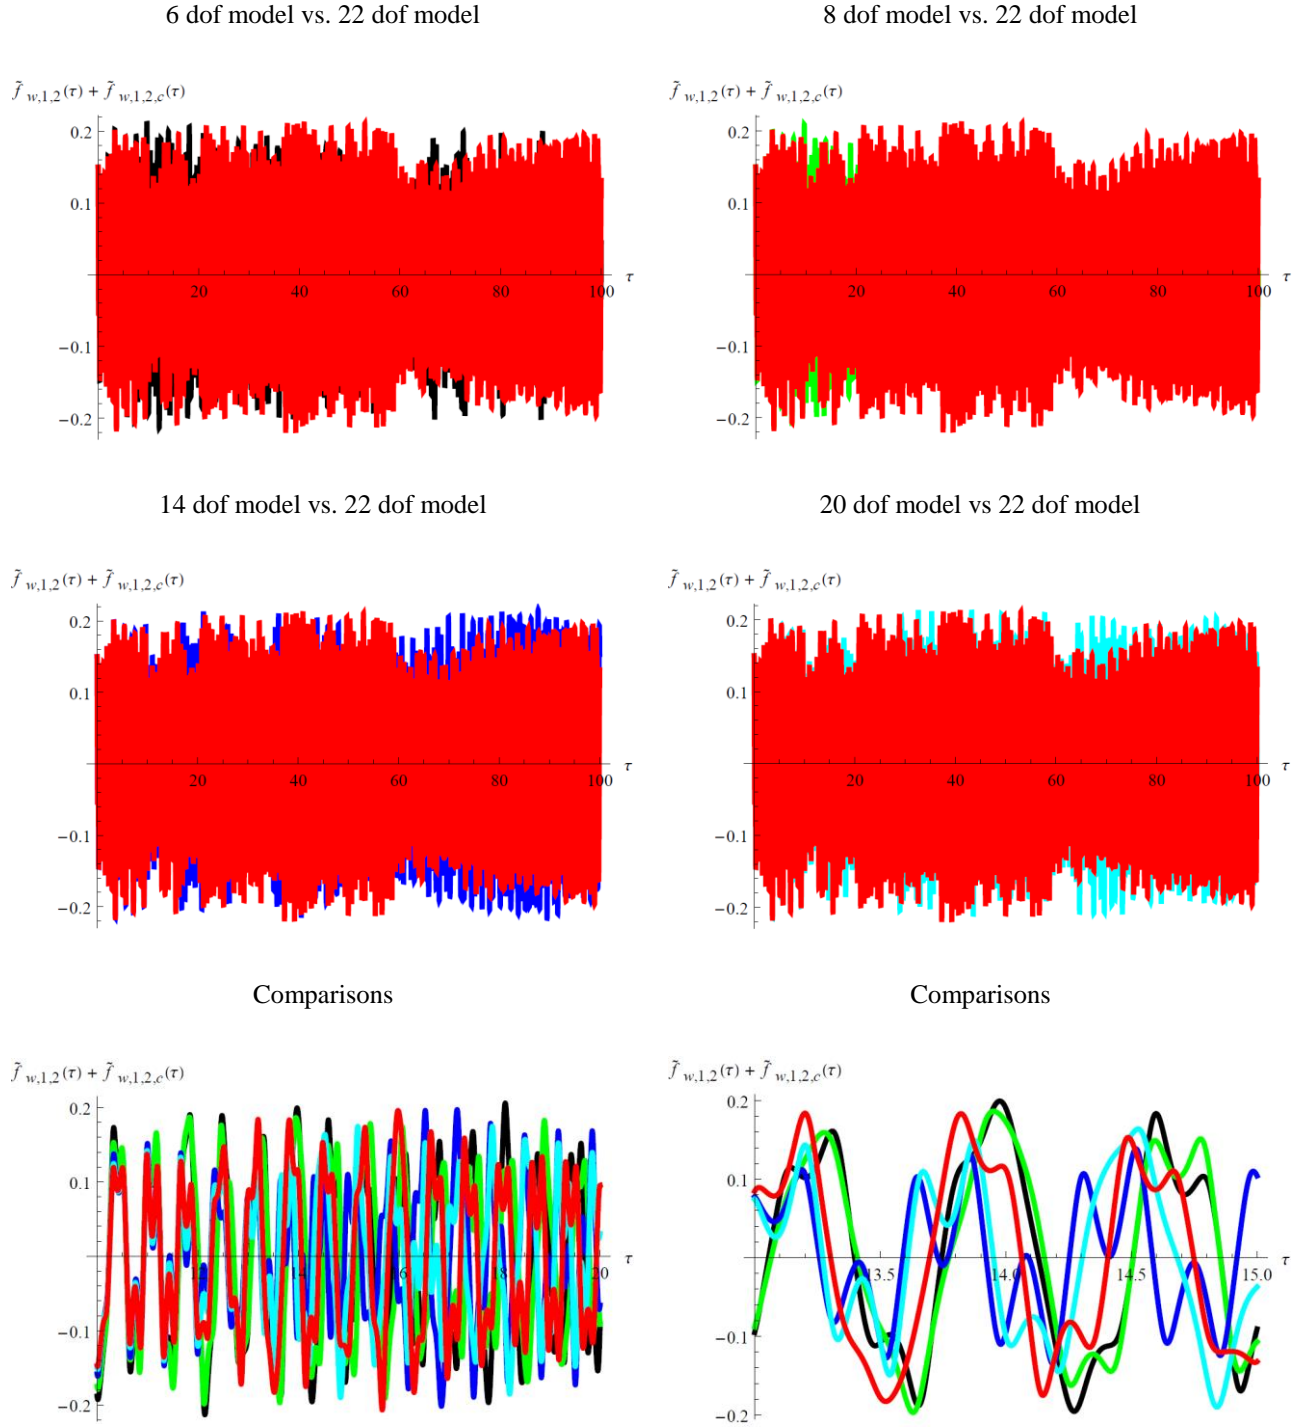 6 dof model vs. 22 dof model
8 dof model vs. 22 dof model
f̃ w,1,2(τ) + f̃ w,1,2,c(τ)
0.2
0.1
−0.1
−0.2
20 40 60 80 100 τ
f̃ w,1,2(τ) + f̃ w,1,2,c(τ)
0.2
0.1
−0.1
−0.2
20 40 60 80 100 τ
14 dof model vs. 22 dof model
20 dof model vs 22 dof model
f̃ w,1,2(τ) + f̃ w,1,2,c(τ)
0.2
0.1
−0.1
−0.2
20 40 60 80 100 τ
f̃ w,1,2(τ) + f̃ w,1,2,c(τ)
0.2
0.1
−0.1
−0.2
20 40 60 80 100 τ
Comparisons
Comparisons
f̃ w,1,2(τ) + f̃ w,1,2,c(τ)
0.2
0.1
−0.1
−0.2
12 14 16 18 20 τ
f̃ w,1,2(τ) + f̃ w,1,2,c(τ)
0.2
0.1
−0.1
−0.2
13.5 14.0 14.5 15.0 τ